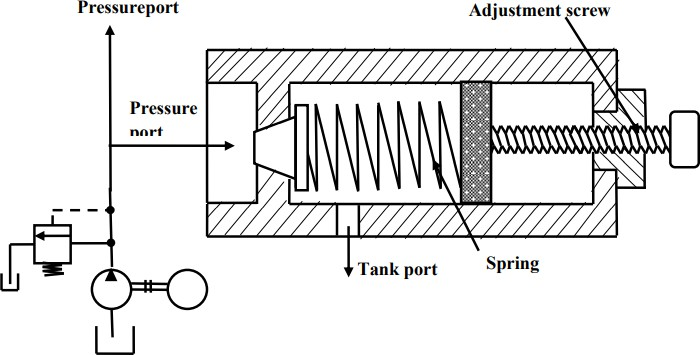 Pressureport
Adjustment screw
Pressure
port
Tank port
Spring